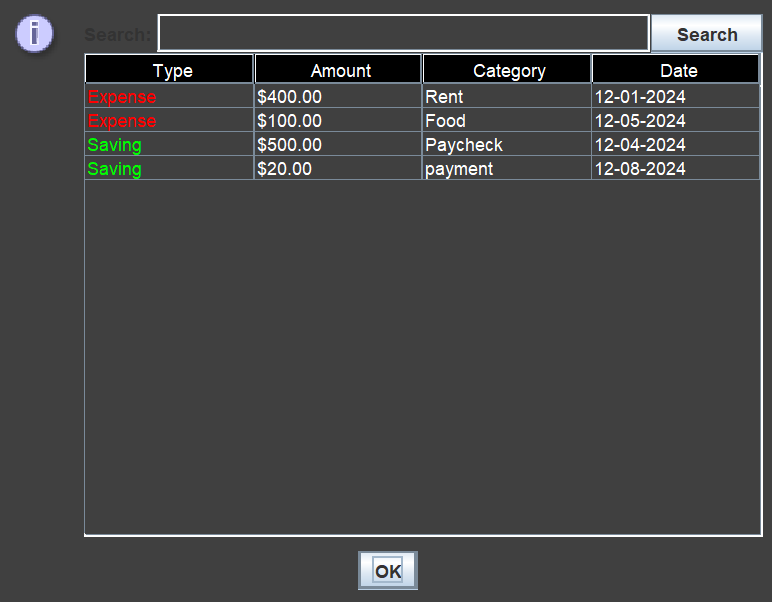 Search: Search
Type Amount Category Date
Expense $400.00 Rent 12-01-2024
Expense $100.00 Food 12-05-2024
Saving $500.00 Paycheck 12-04-2024
Saving $20.00 payment 12-08-2024
OK